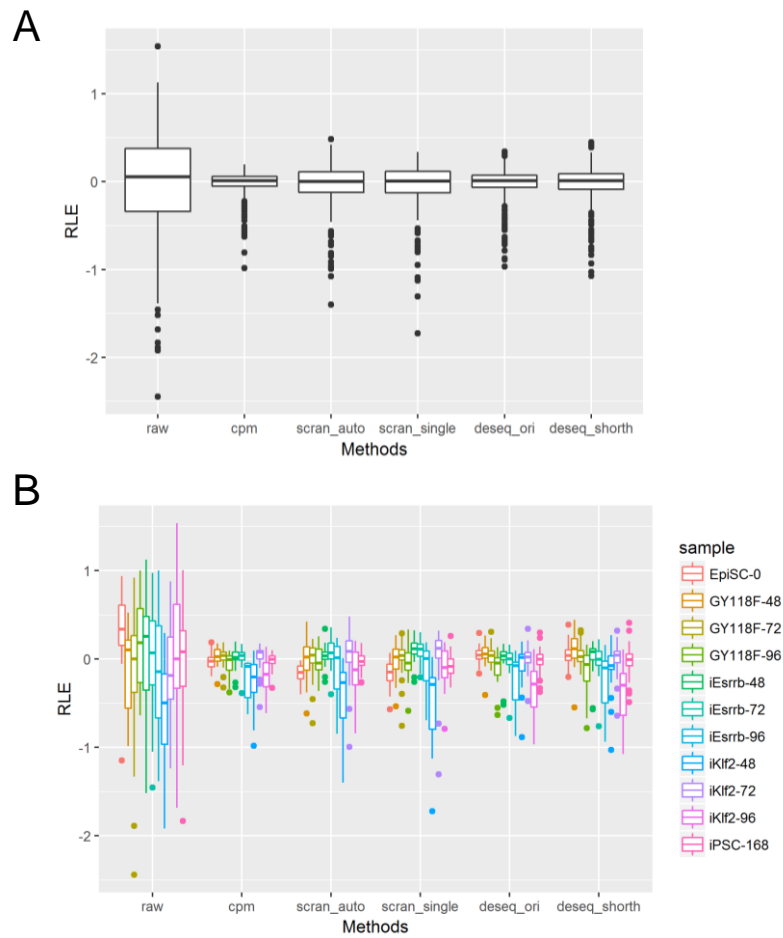 A
1
0
-1
-2
RLE
raw cpm scran_auto scran_single deseq_ori deseq_shorth
Methods
B
1
0
-1
-2
RLE
raw cpm scran_auto scran_single deseq_ori deseq_shorth
Methods
sample
EpiSC-0
GY118F-48
GY118F-72
GY118F-96
iEsrrb-48
iEsrrb-72
iEsrrb-96
iKlf2-48
iKlf2-72
iKlf2-96
iPSC-168